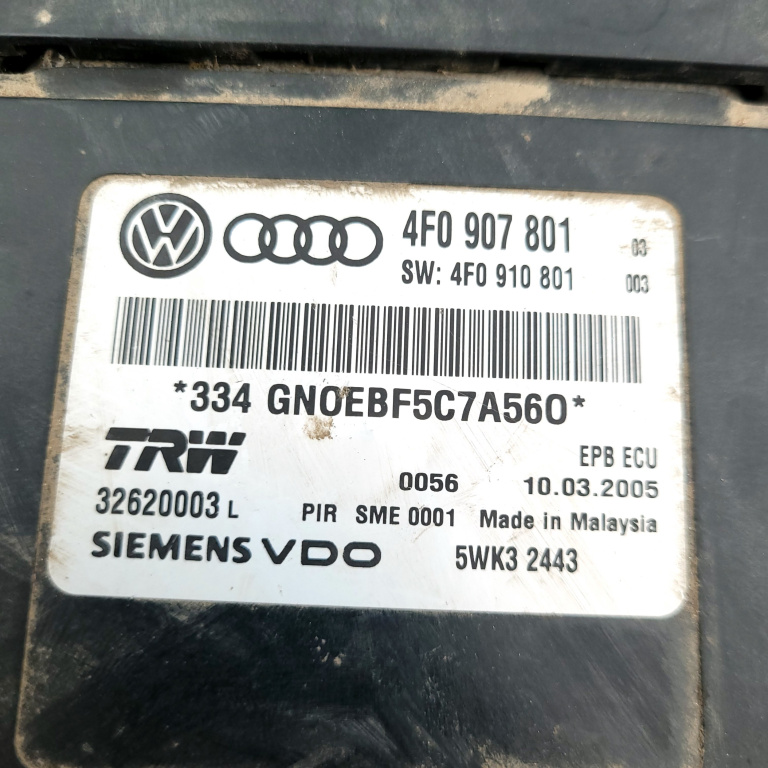 4F0 907 801 03
SW: 4F0 910 801 003
*334 GN0EBF5C7A560*
TRW
EPB ECU
0056 10.03.2005
32620003 L PIR SME 0001 Made in Malaysia
SIEMENS VDO 5WK3 2443